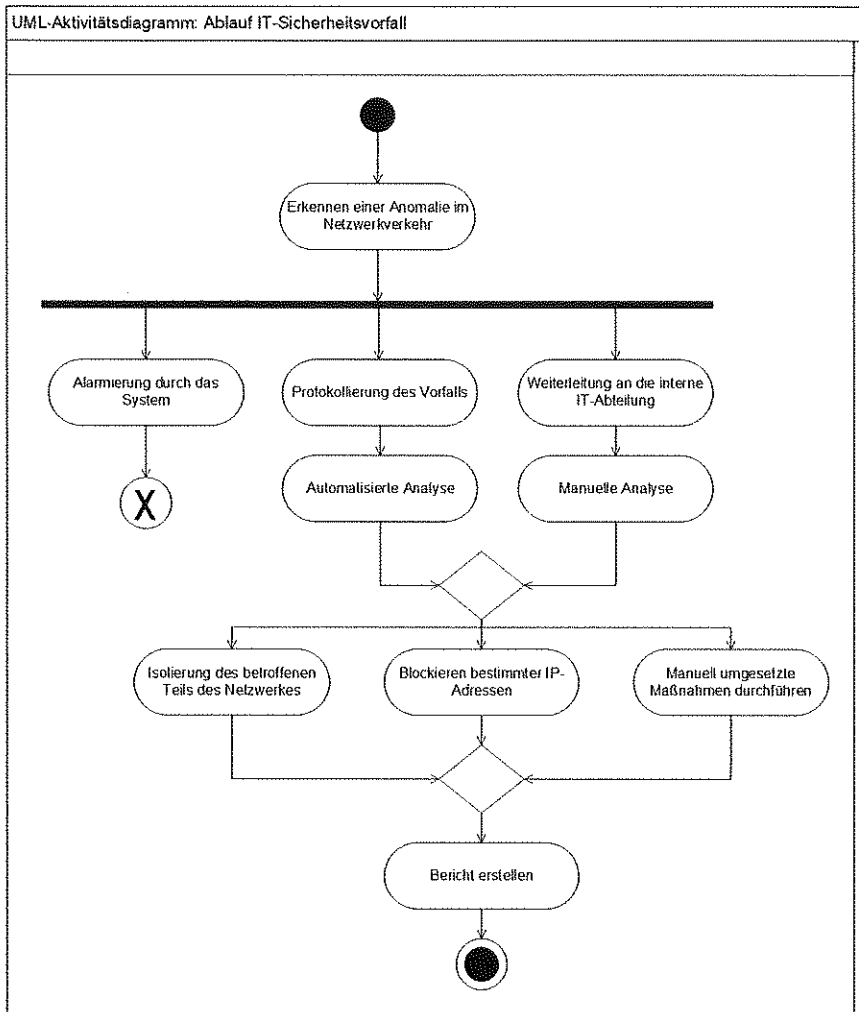 UML-Aktivitätsdiagramm: Ablauf IT-Sicherheitsvorfall
Erkennen einer Anomalie im
Netzwerkverkehr
Alarmierung durch das
System
Protokollierung des Vorfalls
Weiterleitung an die interne
IT-Abteilung
X
Automatisierte Analyse
Manuelle Analyse
Isolierung des betroffenen
Teils des Netzwerkes
Blockieren bestimmter IP-
Adressen
Manuell umgesetzte
Maßnahmen durchführen
Bericht erstellen